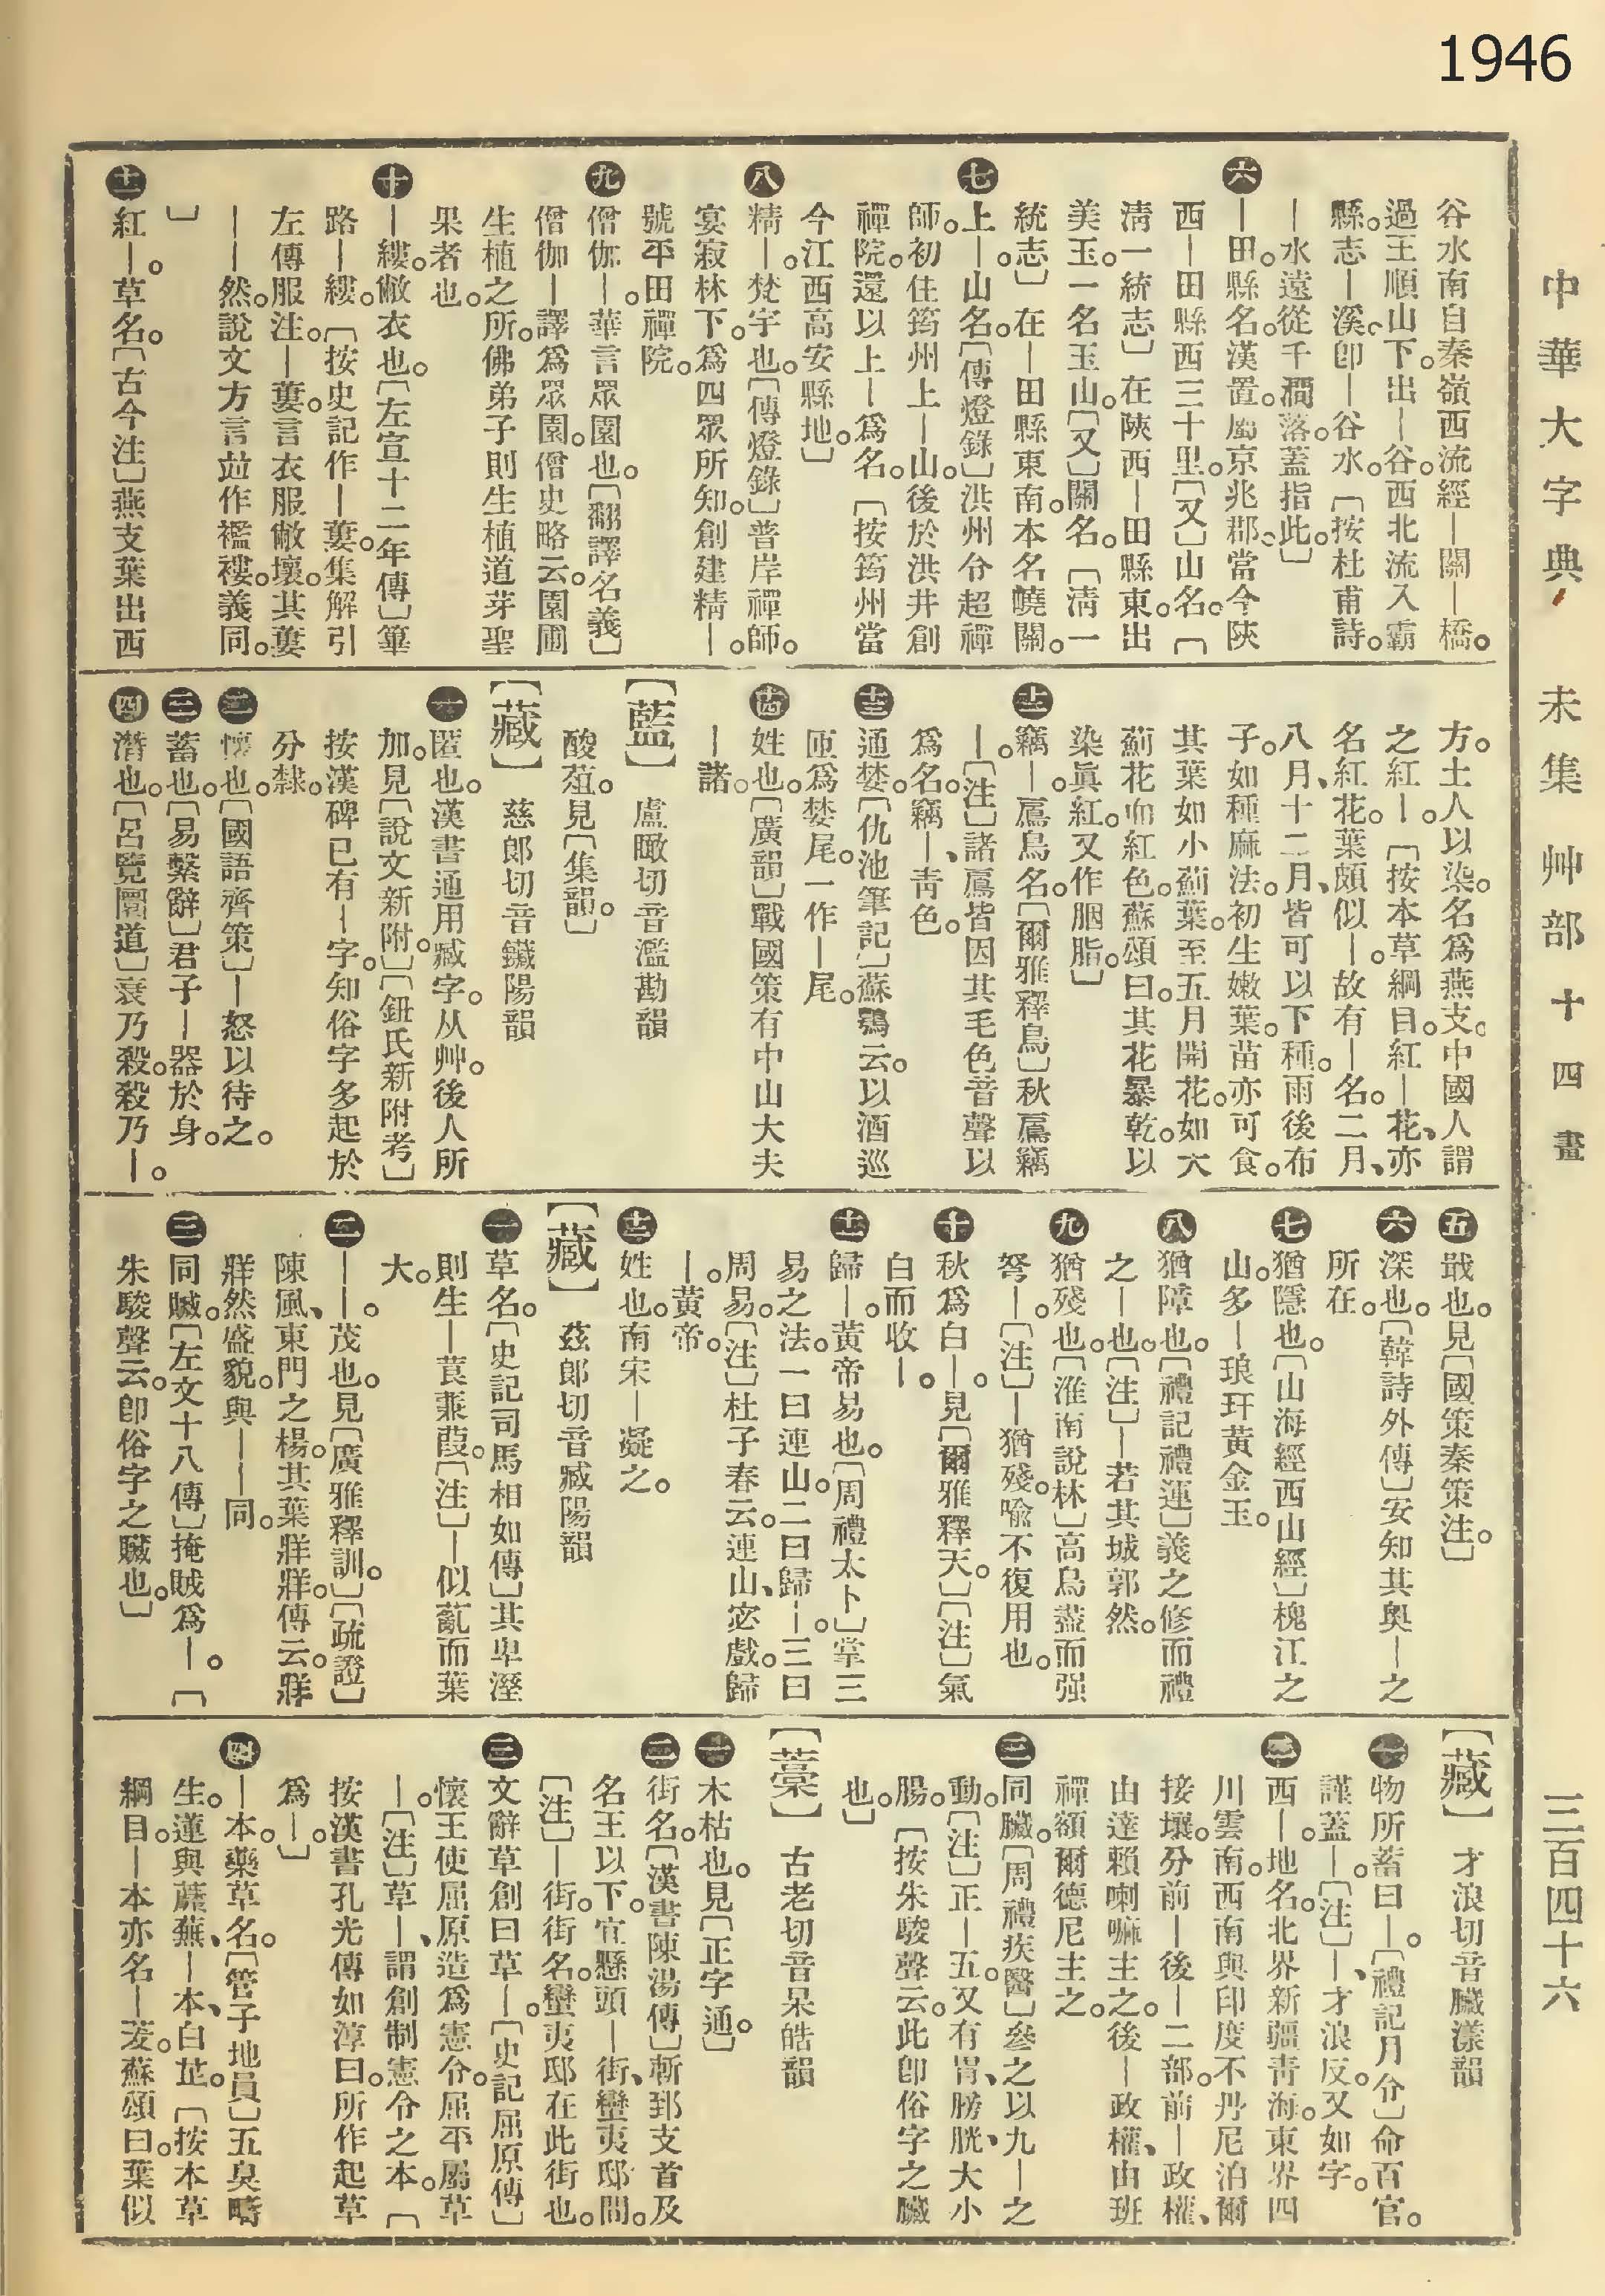 1946
中華大字典 未集 艸部 十四畫 三百四十六
谷水南自秦嶺西流經―關―橋。
過王順山下。出―谷。西北流入霸
縣。志―溪。卽―谷水。〔按杜甫詩。
―水遠從千澗落。蓋指此。〕
㊅―田。縣名。漢置。屬京兆郡。當今陝
西―田縣西三十里。〔又〕山名。〔
淸一統志〕在陝西―田縣東。出
美玉。一名玉山。〔又〕關名。〔淸一
統志〕在―田縣東南。本名嶢關。
㊆上―。山名。〔傳燈錄〕洪州令超禪
師。初住筠州上―山。後於洪井創
禪院。還以上―爲名。〔按筠州當
今江西高安縣地。〕
㊇精―。梵宇也。〔傳燈錄〕普岸禪師。
宴寂林下。爲四眾所知。創建精―。
號平田禪院。
㊈僧伽―。華言眾園也。〔翻譯名義〕
僧伽―譯爲眾園。僧史略云。園圃
生植之所。佛弟子則生植道芽聖
果者也。
㊉―縷。敝衣也。〔左宣十二年傳〕篳
路―縷。〔按史記作―蔞。集解引
左傳服注。―蔞。言衣服敝壞。其蔞
――然。說文方言竝作襤褸。義同。
〕
⑪紅―。草名。〔古今注〕燕支葉出西
方。土人以染。名爲燕支。中國人謂
之紅―。〔按本草綱目。紅―花、亦
名紅花。葉頗似―。故有―名。二月、
八月、十二月、皆可以下種。雨後布
子。如種麻法。初生嫩葉。苗亦可食。
其葉如小薊葉。至五月開花。如大
薊花而紅色。蘇頌曰。其花暴乾。以
染眞紅。又作胭脂。〕
⑫竊―。鳸鳥名。〔爾雅釋鳥〕秋鳸竊
―。〔注〕諸鳸皆因其毛色音聲以
爲名。竊―、靑色。
⑬通婪。〔仇池筆記〕蘇鶚云。以酒巡
匝爲婪尾。一作―尾。
⑭姓也。〔廣韻〕戰國策有中山大夫
―諸。
【藍】 盧瞰切音濫勘韻
酸菹。見〔集韻。〕
【藏】 慈郞切音鑶陽韻
㊀匿也。漢書通用臧字。从艸。後人所
加。見〔說文新附。〕〔鈕氏新附考〕
按漢碑已有―字。知俗字多起於
分隸。
㊁懷也。〔國語齊策〕―怒以待之。
㊂蓄也。〔易繫辭〕君子―器於身。
㊃潛也。〔呂覽圜道〕衰乃殺。殺乃―。
㊄戢也。見〔國策秦策注。〕
㊅深也。〔韓詩外傳〕安知其奧―之
所在。
㊆猶隱也。〔山海經西山經〕槐江之
山。多―琅玕黃金玉。
㊇猶障也。〔禮記禮運〕義之修而禮
之―也。〔注〕―若其城郭然。
㊈猶殘也。〔淮南說林〕高鳥盡而强
弩―。〔注〕―猶殘。喩不復用也。
㊉秋爲白―。見〔爾雅釋天。〕〔注〕氣
白而收―。
⑪歸―。黃帝易也。〔周禮太卜〕掌三
易之法。一曰連山。二曰歸―。三曰
周易。〔注〕杜子春云。連山、宓戲。歸
―。黃帝。
⑫姓也。南宋―凝之。
【藏】 茲郞切音臧陽韻
㊀草名。〔史記司馬相如傳〕其卑溼
則生―莨蒹葭。〔注〕―似薍而葉
大。
㊁――。茂也。見〔廣雅釋訓。〕〔疏證〕
陳風、東門之楊。其葉牂牂。傳云。牂
牂然盛貌。與――同。
㊂同贓。〔左文十八傳〕掩賊爲―。〔
朱駿聲云。卽俗字之贓也。〕
【藏】 才浪切音臟漾韻
㊀物所蓄曰―。〔禮記月令〕命百官。
謹蓋―。〔注〕―、才浪反。又如字。
㊁西―。地名。北界新疆靑海。東界四
川雲南。西南與印度不丹尼泊爾
接壤。分前―後―二部。前―政權、
由達賴喇嘛主之。後―政權、由班
禪額爾德尼主之。
㊂同臟。〔周禮疾醫〕參之以九―之
動。〔注〕正―五。又有胃、膀胱、大小
腸。〔按朱駿聲云。此卽俗字之臟
也。〕
【藁】 古老切音杲皓韻
㊀木枯也。見〔正字通。〕
㊁街名。〔漢書陳湯傳〕斬郅支首及
名王以下。宜懸頭―街、蠻夷邸間。
〔注〕―街。街名。蠻夷邸在此街也。
㊂文辭草創曰草―。〔史記屈原傳〕
懷王使屈原造爲憲令。屈平屬草
―。〔注〕草―、謂創制憲令之本。〔
按漢書孔光傳如淳曰。所作起草
爲―。〕
㊃―本。藥草名。〔管子地員〕五臭疇
生。蓮與蘼蕪、―本、白芷。〔按本草
綱目。―本亦名―茇。蘇頌曰。葉似